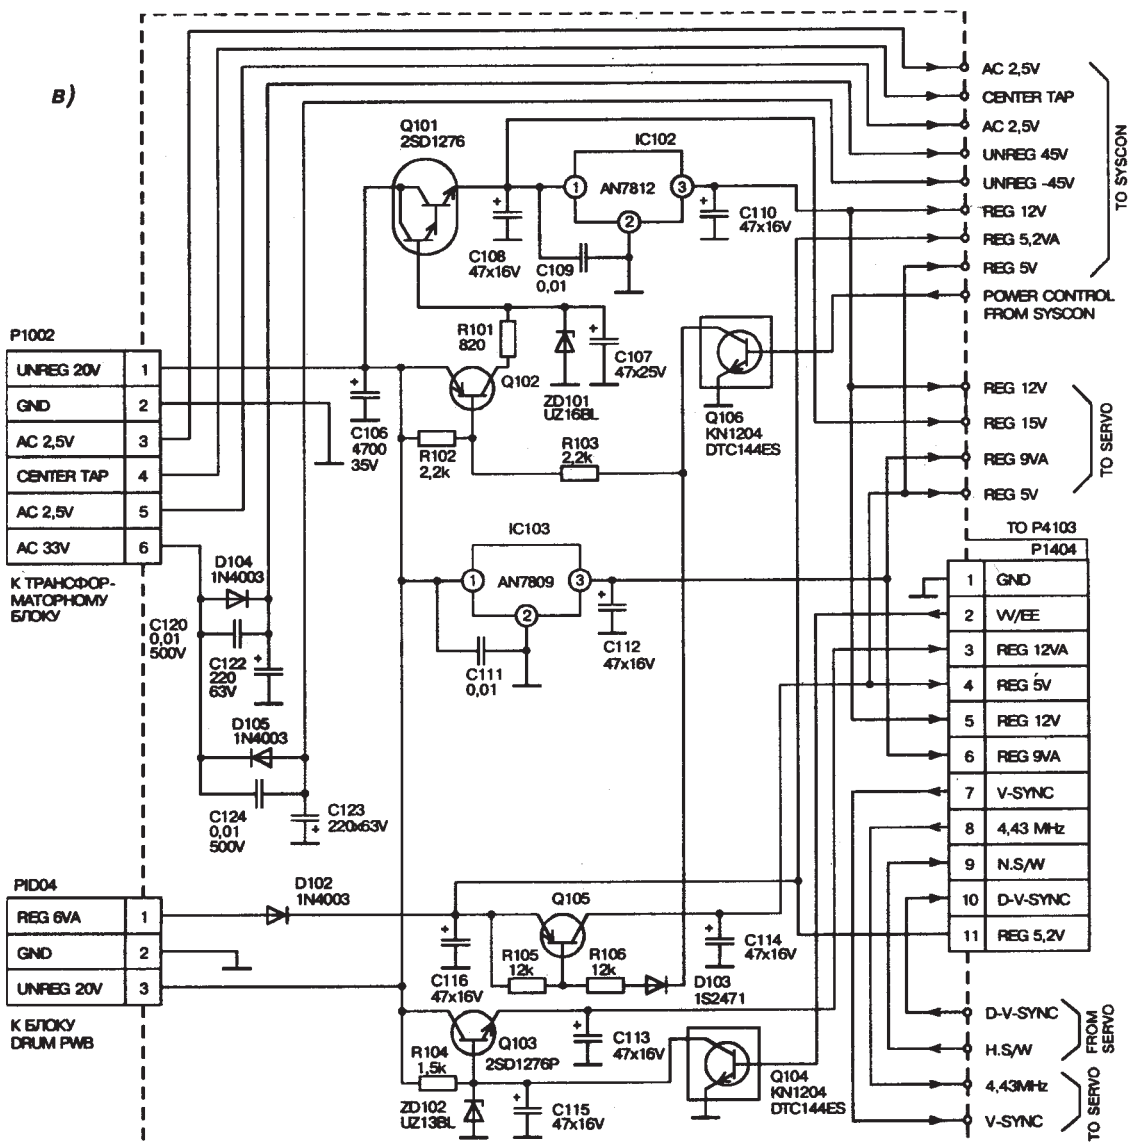 в)
Q101
2SD1276
IC102
1
AN7812
3
2
C108
47x16V
C109
0,01
C110
47x16V
AC 2,5V
CENTER TAP
AC 2,5V
UNREG 45V
UNREG -45V
REG 12V
REG 5,2VA
REG 5V
TO SYSCON
POWER CONTROL
FROM SYSCON
P1002
UNREG 20V 1
GND 2
AC 2,5V 3
CENTER TAP 4
AC 2,5V 5
AC 33V 6
К ТРАНСФОР-
МАТОРНОМУ
БЛОКУ
R101
820
Q102
C106
4700
35V
R102
2,2k
ZD101
UZ16BL
C107
47x25V
R103
2,2k
Q106
KN1204
DTC144ES
REG 12V
REG 15V
REG 9VA
REG 5V
TO SERVO
IC103
1
AN7809
3
2
C111
0,01
C112
47x16V
D104
1N4003
C120
0,01
500V
C122
220
63V
D105
1N4003
C124
0,01
500V
C123
220x63V
TO P4103
P1404
1 GND
2 VV/EE
3 REG 12VA
4 REG 5V
5 REG 12V
6 REG 9VA
7 V-SYNC
8 4,43 MHz
9 N.S/W
10 D-V-SYNC
11 REG 5,2V
PID04
REG 6VA 1
GND 2
UNREG 20V 3
К БЛОКУ
DRUM PWB
D102
1N4003
Q105
C116
47x16V
R105
12k
R106
12k
D103
1S2471
C114
47x16V
R104
1,5k
Q103
2SD1276P
C113
47x16V
Q104
KN1204
DTC144ES
ZD102
UZ13BL
C115
47x16V
D-V-SYNC
H.S/W
FROM
SERVO
4,43MHz
V-SYNC
TO SERVO